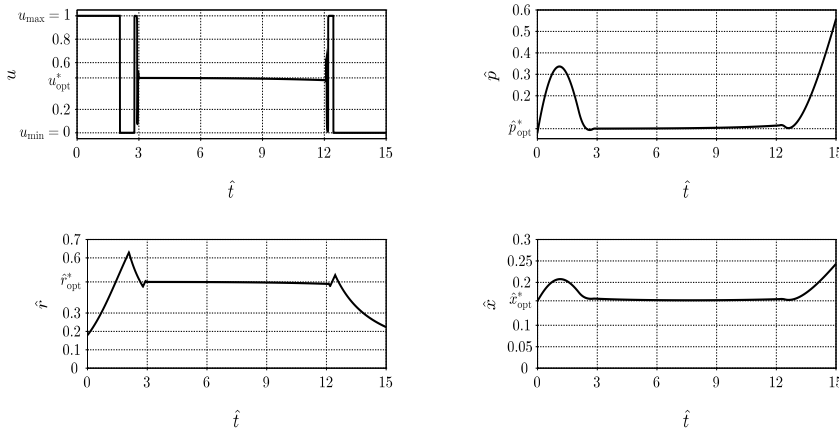 u_max = 1
0.8
0.6
u*_opt
0.2
u_min = 0
u
3 6 9 12 15
t̂
0.6
0.4
0.3
0.2
p̂*_opt
p̂
0 3 6 9 12 15
t̂
0.7
0.6
r̂*_opt
0.3
0.2
0.1
0
r̂
0 3 6 9 12 15
t̂
0.3
0.25
0.2
x̂*_opt
0.1
0.05
0
x̂
0 3 6 9 12 15
t̂